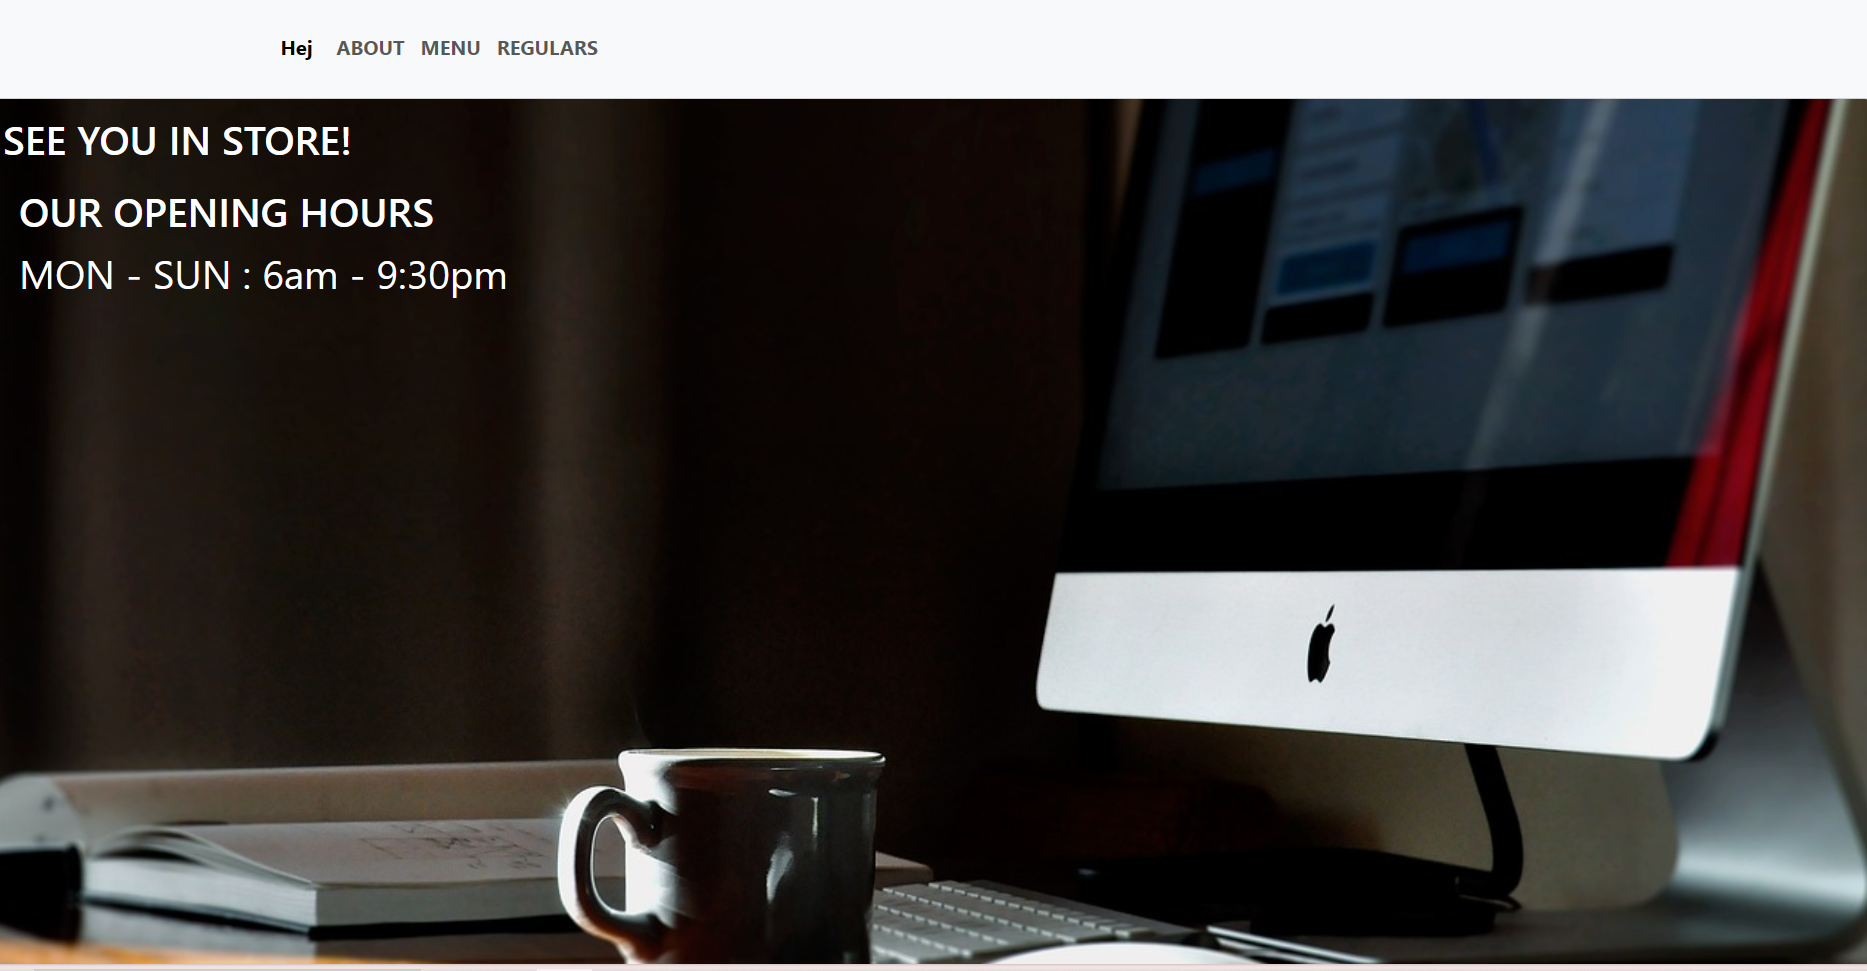 Hej ABOUT MENU REGULARS
SEE YOU IN STORE!
OUR OPENING HOURS
MON - SUN : 6am - 9:30pm